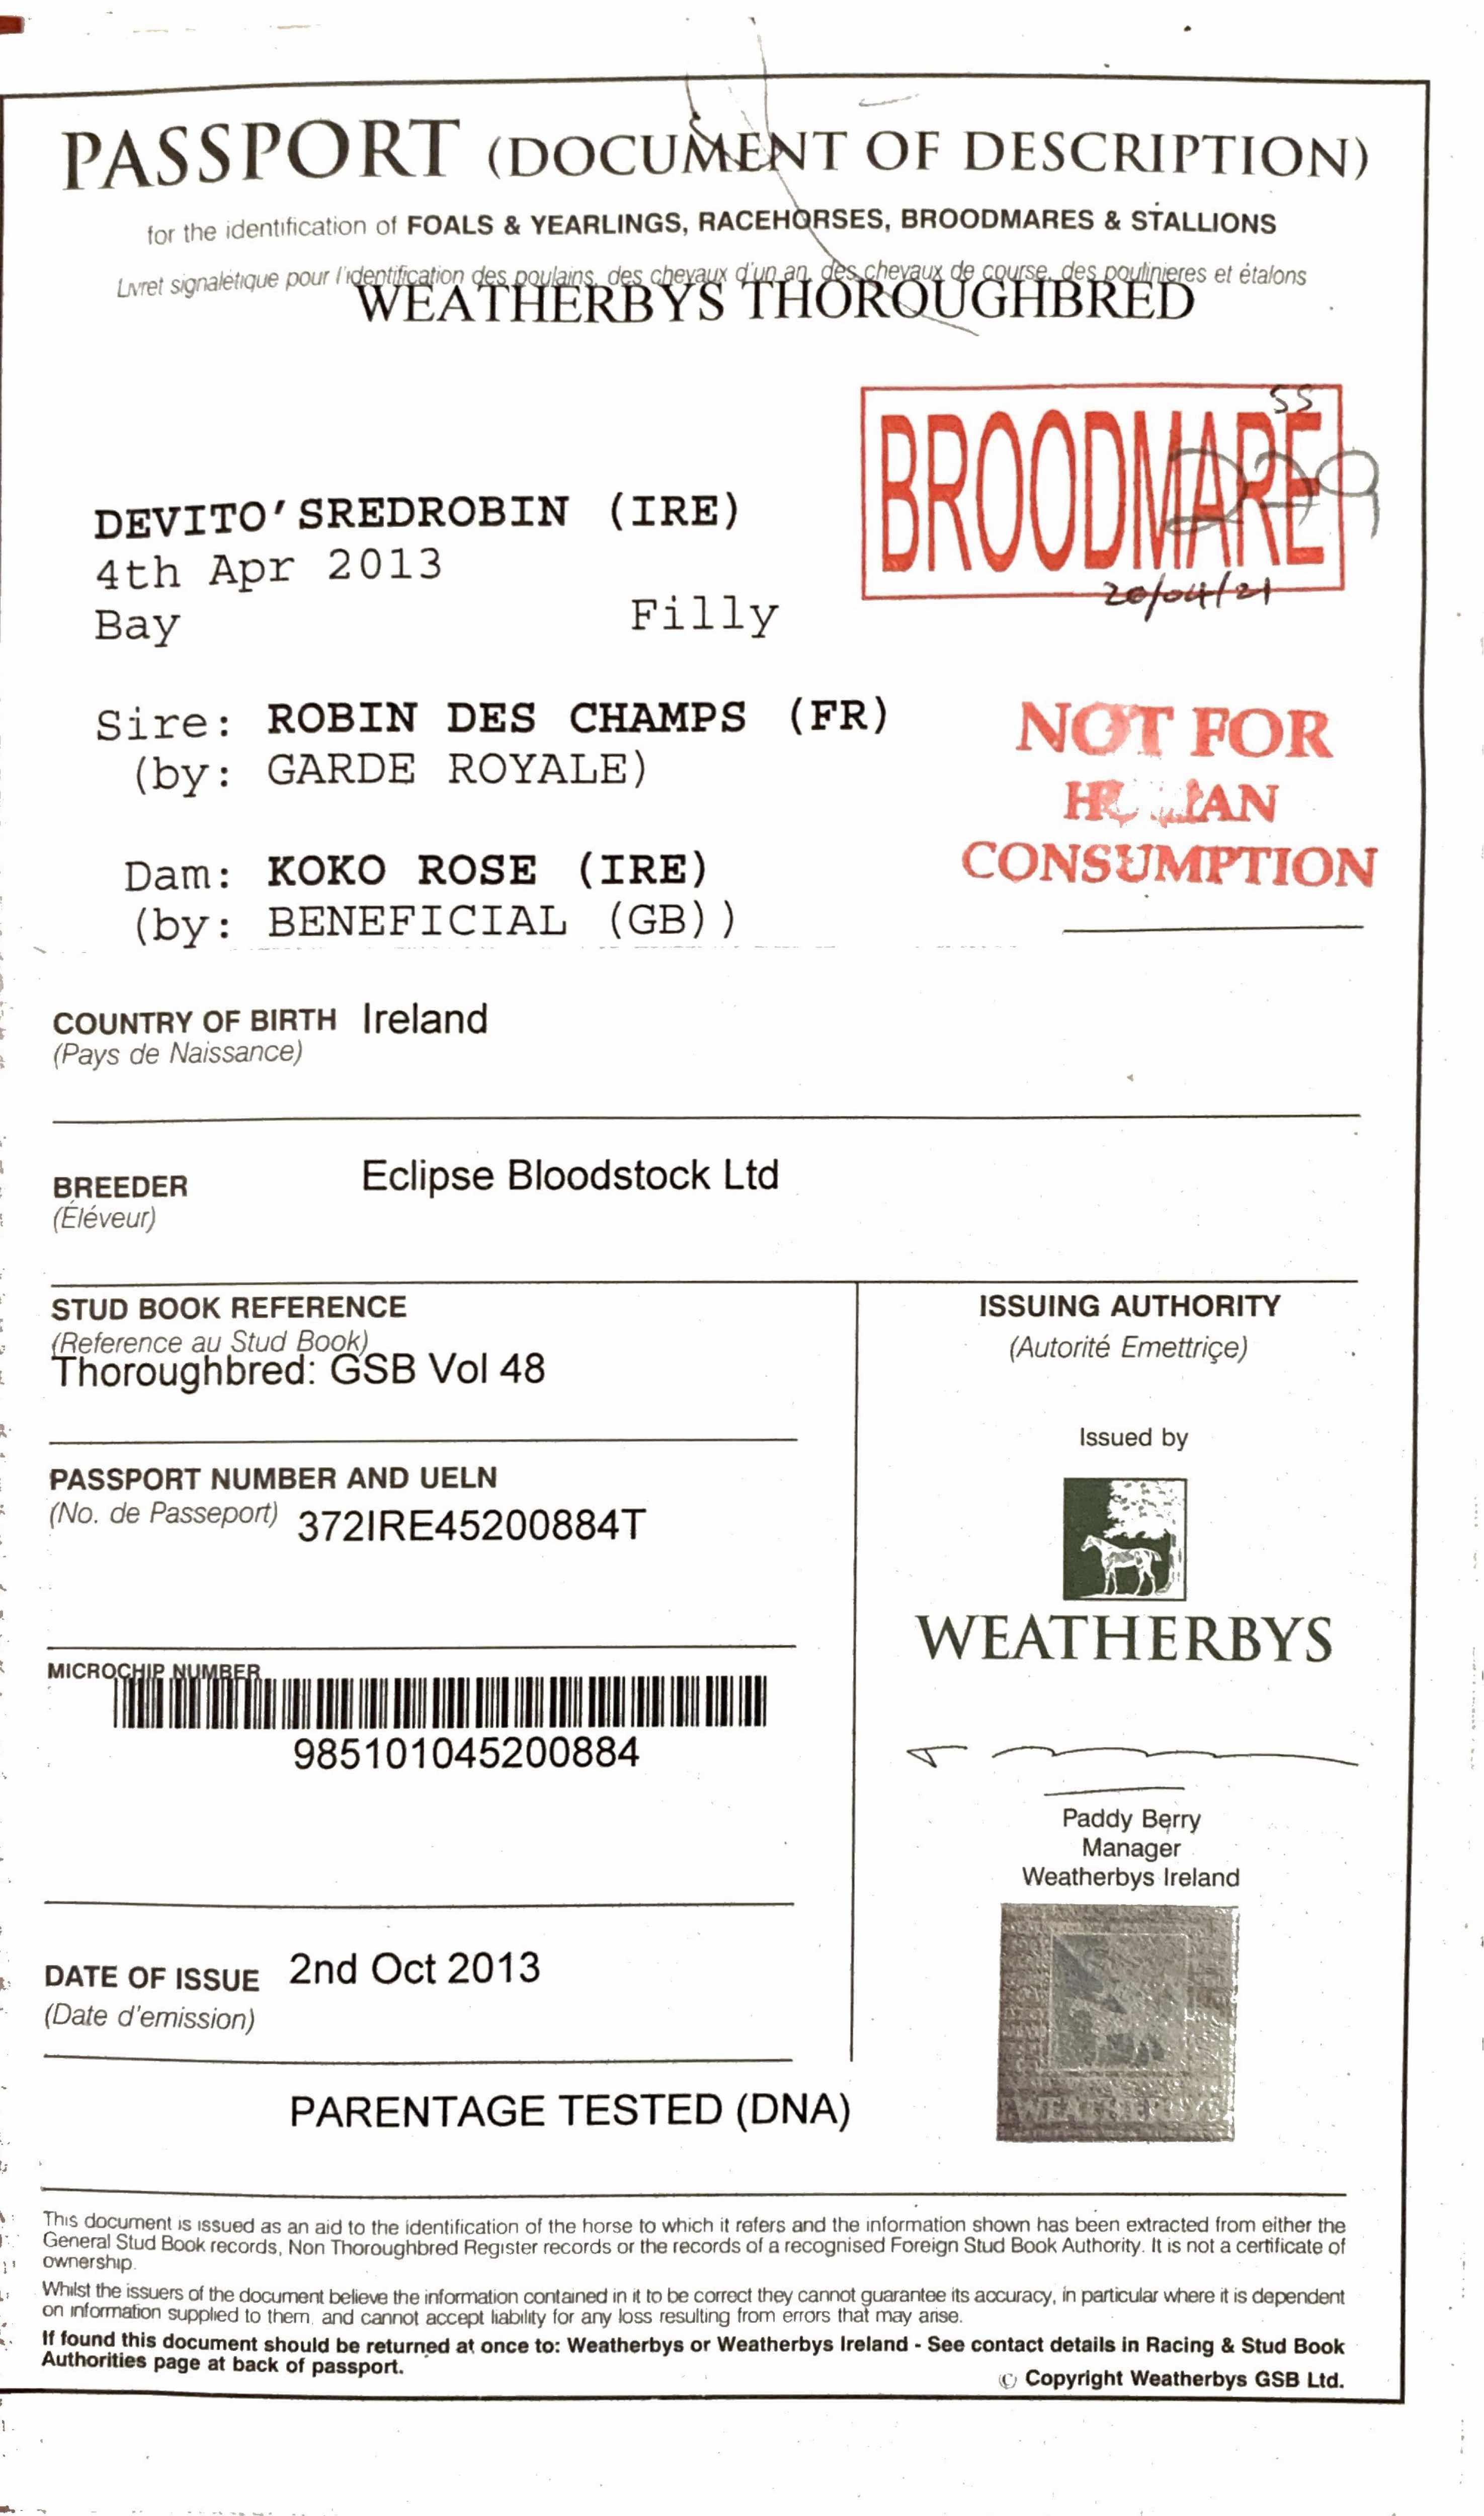 PASSPORT (DOCUMENT OF DESCRIPTION)
for the identification of FOALS & YEARLINGS, RACEHORSES, BROODMARES & STALLIONS
Livret signalétique pour l'identification des poulains, des chevaux d'un an, des chevaux de course, des poulinieres et étalons
WEATHERBYS THOROUGHBRED
SS
BROODMARE
229
20/04/21
DEVITO'SREDROBIN (IRE)
4th Apr 2013
Bay Filly
Sire: ROBIN DES CHAMPS (FR)
(by: GARDE ROYALE)
NOT FOR
HUMAN
CONSUMPTION
Dam: KOKO ROSE (IRE)
(by: BENEFICIAL (GB))
COUNTRY OF BIRTH Ireland
(Pays de Naissance)
BREEDER Eclipse Bloodstock Ltd
(Éléveur)
STUD BOOK REFERENCE
(Reference au Stud Book)
Thoroughbred: GSB Vol 48
PASSPORT NUMBER AND UELN
(No. de Passeport) 372IRE45200884T
MICROCHIP NUMBER
985101045200884
DATE OF ISSUE 2nd Oct 2013
(Date d'emission)
ISSUING AUTHORITY
(Autorité Emettriçe)
Issued by
WEATHERBYS
Paddy Berry
Manager
Weatherbys Ireland
WEATHERBYS
PARENTAGE TESTED (DNA)
This document is issued as an aid to the identification of the horse to which it refers and the information shown has been extracted from either the
General Stud Book records, Non Thoroughbred Register records or the records of a recognised Foreign Stud Book Authority. It is not a certificate of
ownership.
Whilst the issuers of the document believe the information contained in it to be correct they cannot guarantee its accuracy, in particular where it is dependent
on information supplied to them and cannot accept liability for any loss resulting from errors that may arise.
If found this document should be returned at once to: Weatherbys or Weatherbys Ireland - See contact details in Racing & Stud Book
Authorities page at back of passport.
© Copyright Weatherbys GSB Ltd.